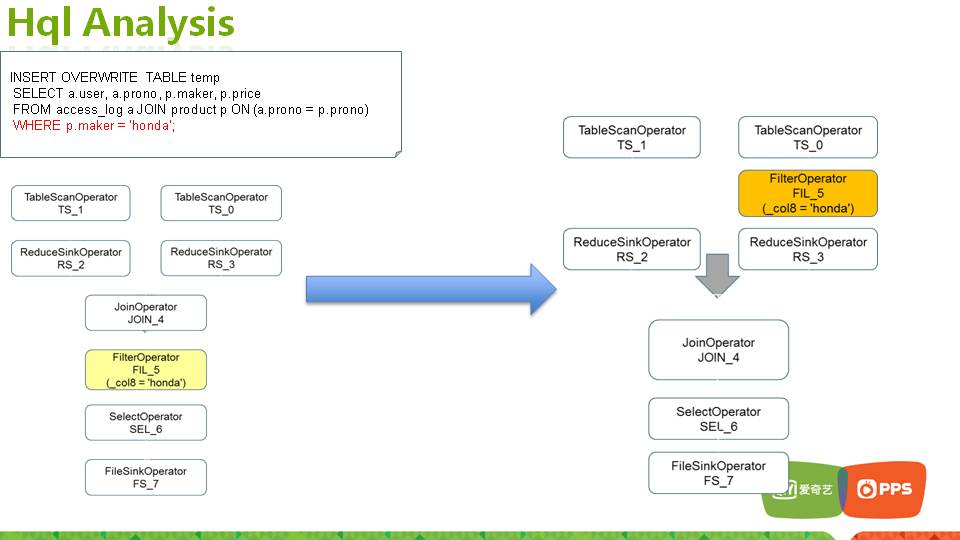 Hql Analysis
INSERT OVERWRITE TABLE temp
SELECT a.user, a.prono, p.maker, p.price
FROM access_log a JOIN product p ON (a.prono = p.prono)
WHERE p.maker = 'honda';
TableScanOperator
TS_1
TableScanOperator
TS_0
ReduceSinkOperator
RS_2
ReduceSinkOperator
RS_3
JoinOperator
JOIN_4
FilterOperator
FIL_5
(_col8 = 'honda')
SelectOperator
SEL_6
FileSinkOperator
FS_7
TableScanOperator
TS_1
TableScanOperator
TS_0
FilterOperator
FIL_5
(_col8 = 'honda')
ReduceSinkOperator
RS_2
ReduceSinkOperator
RS_3
JoinOperator
JOIN_4
SelectOperator
SEL_6
FileSinkOperator
FS_7
爱奇艺
PPS